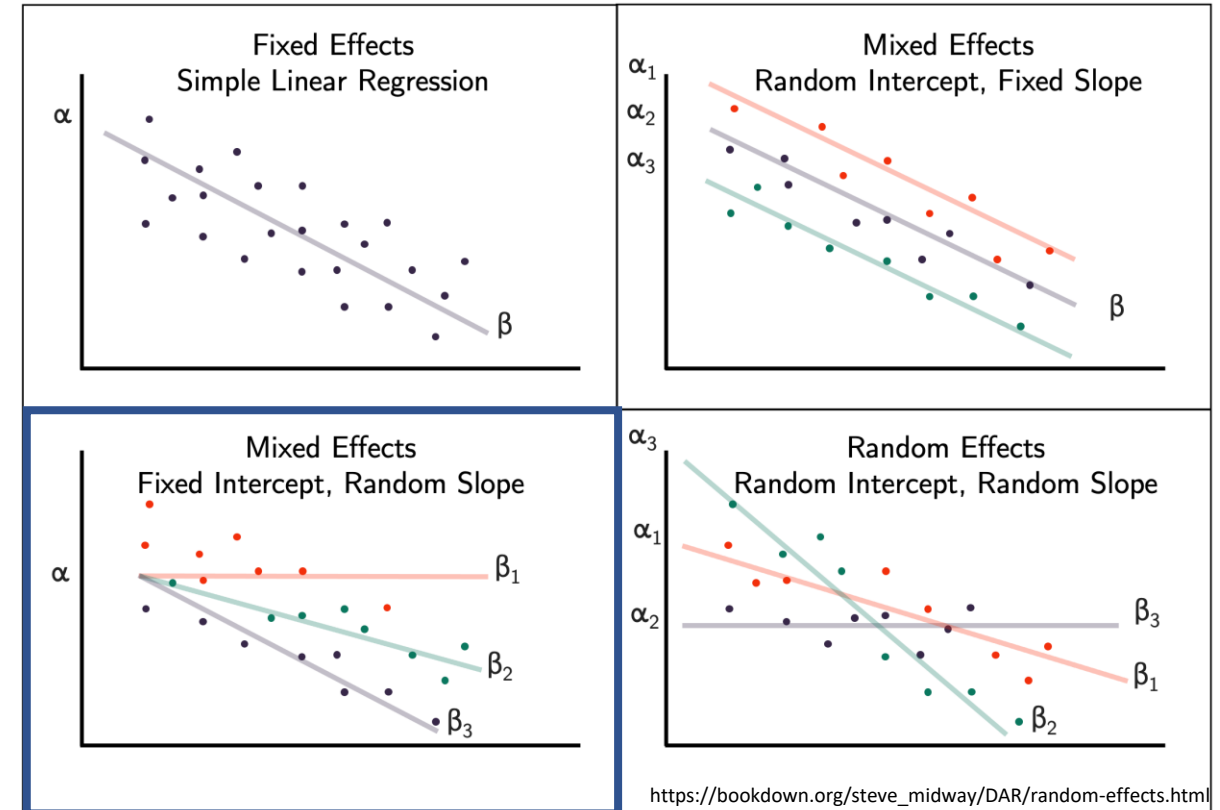 Fixed Effects
Simple Linear Regression
α
β
Mixed Effects
Random Intercept, Fixed Slope
α1
α2
α3
β
Mixed Effects
Fixed Intercept, Random Slope
α
β1
β2
β3
Random Effects
Random Intercept, Random Slope
α3
α1
α2
β3
β1
β2
https://bookdown.org/steve_midway/DAR/random-effects.html